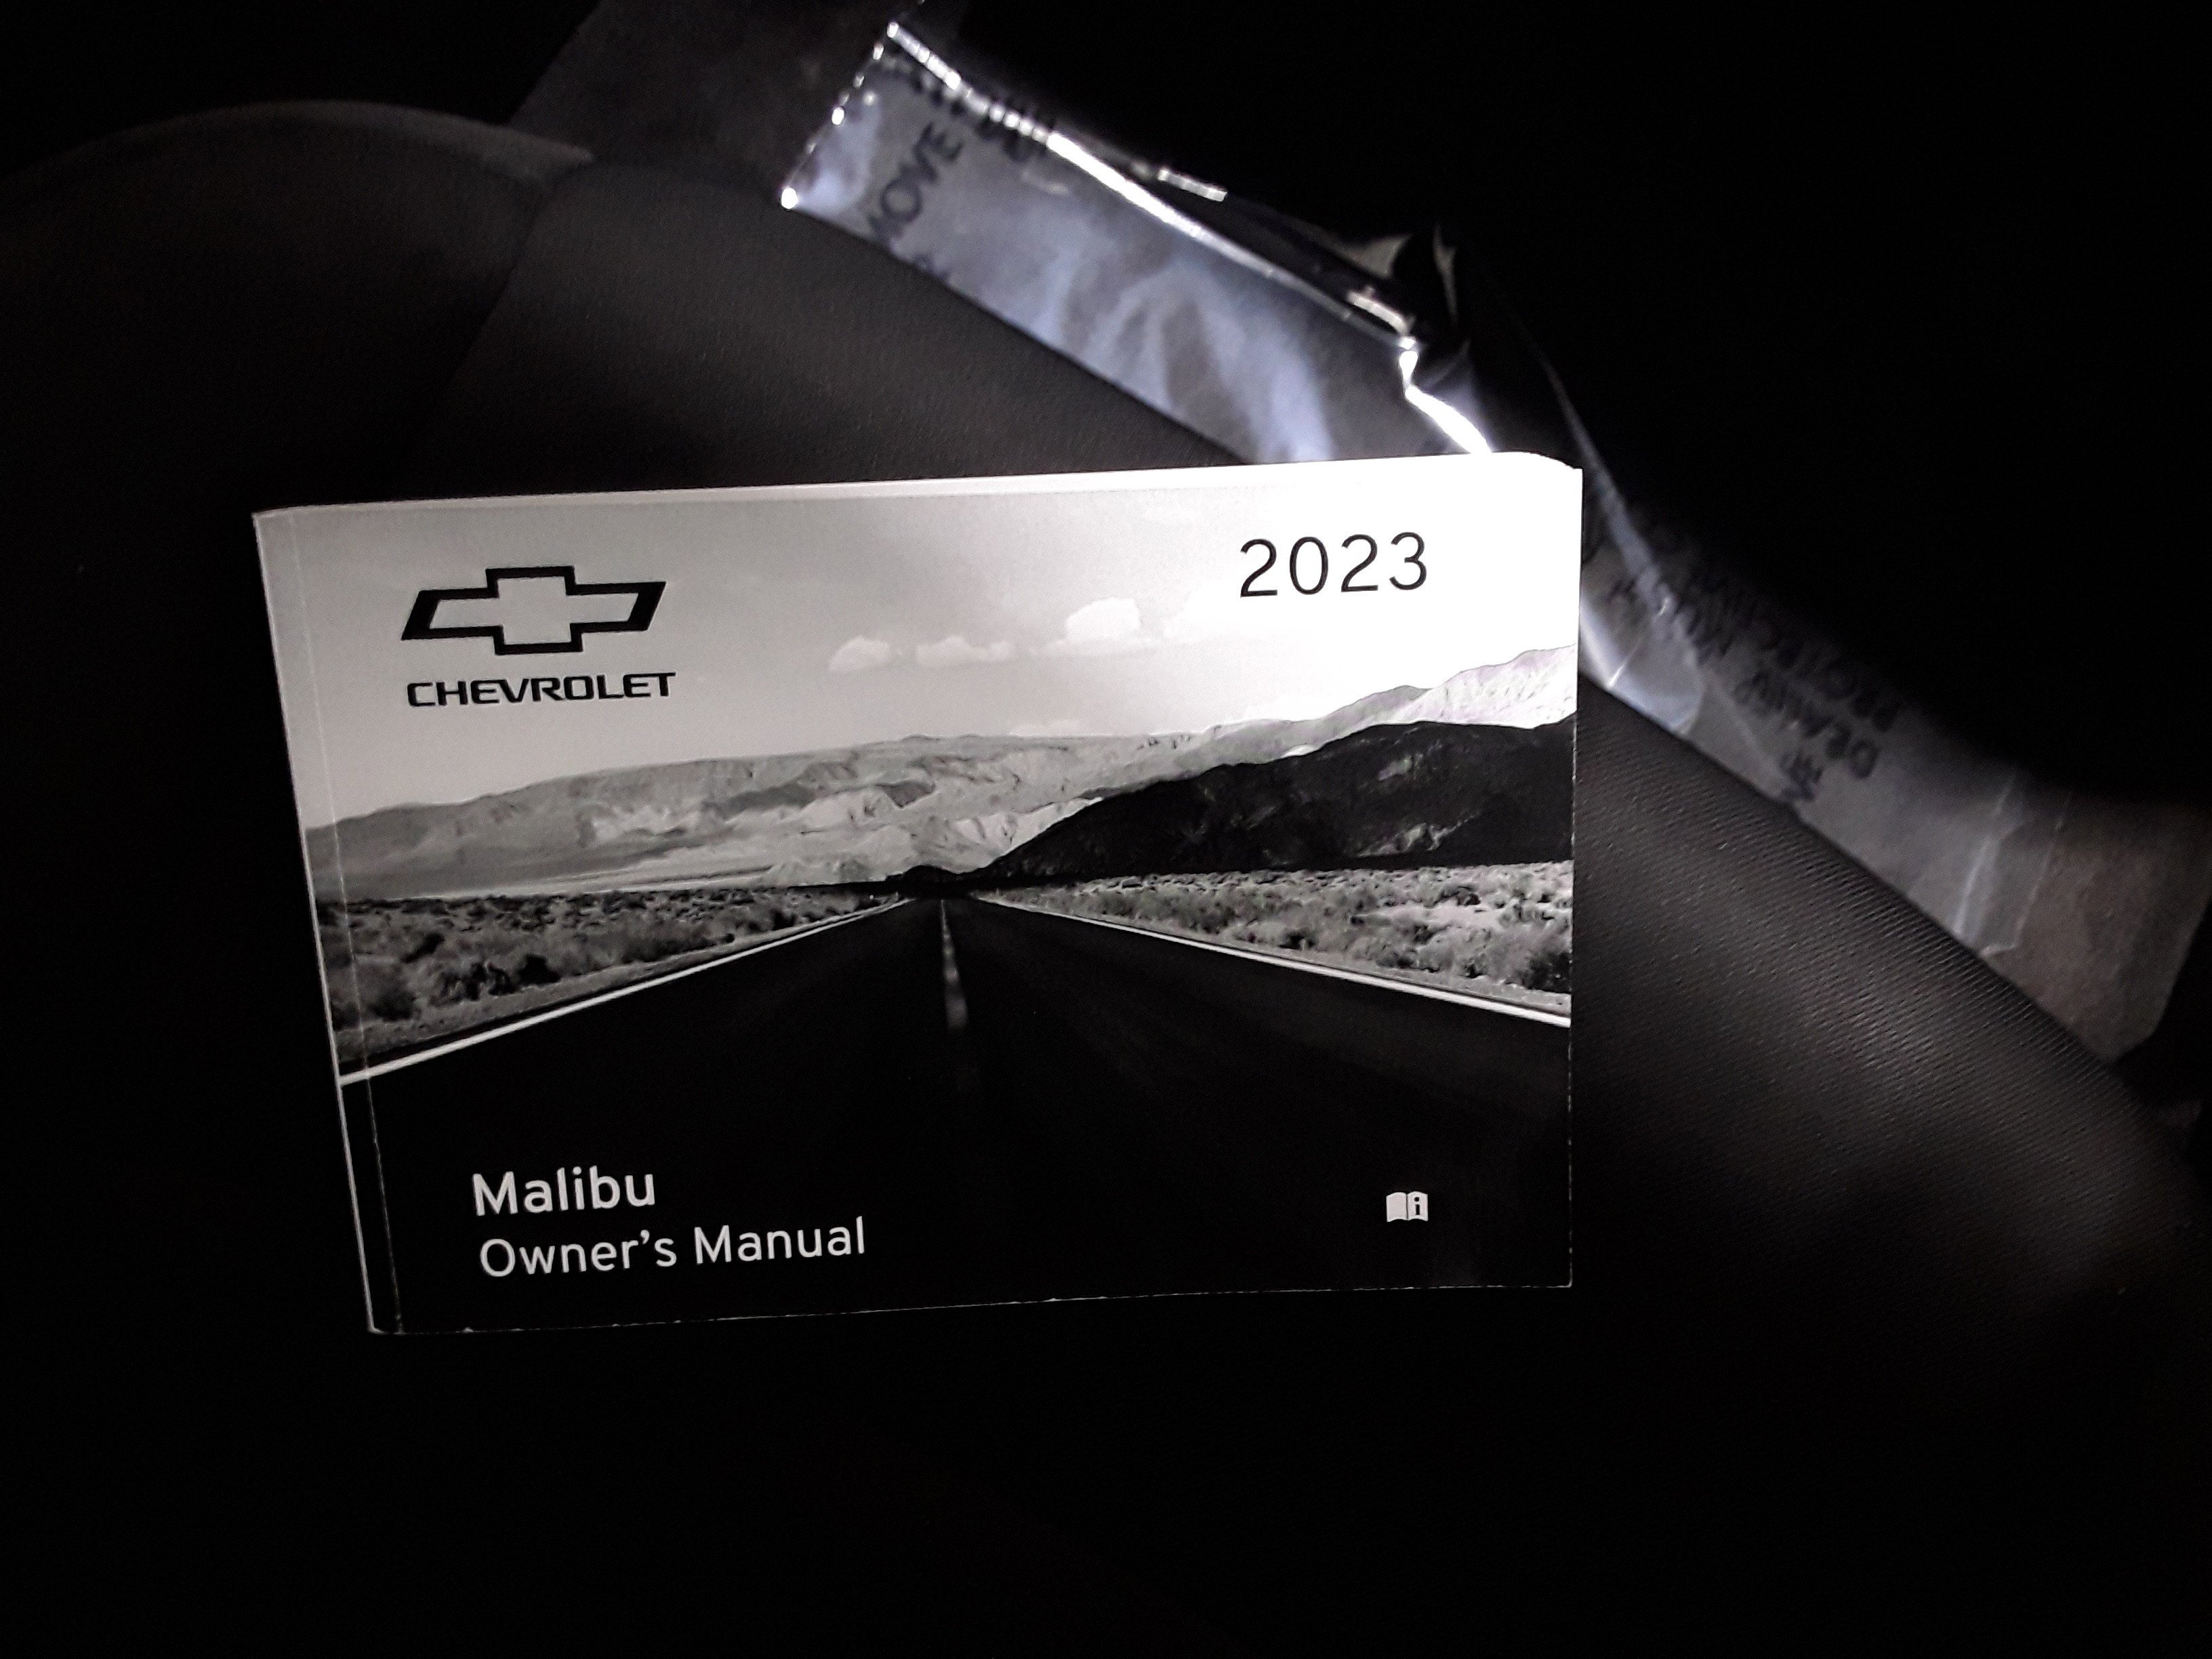 2023
CHEVROLET
Malibu
Owner's Manual